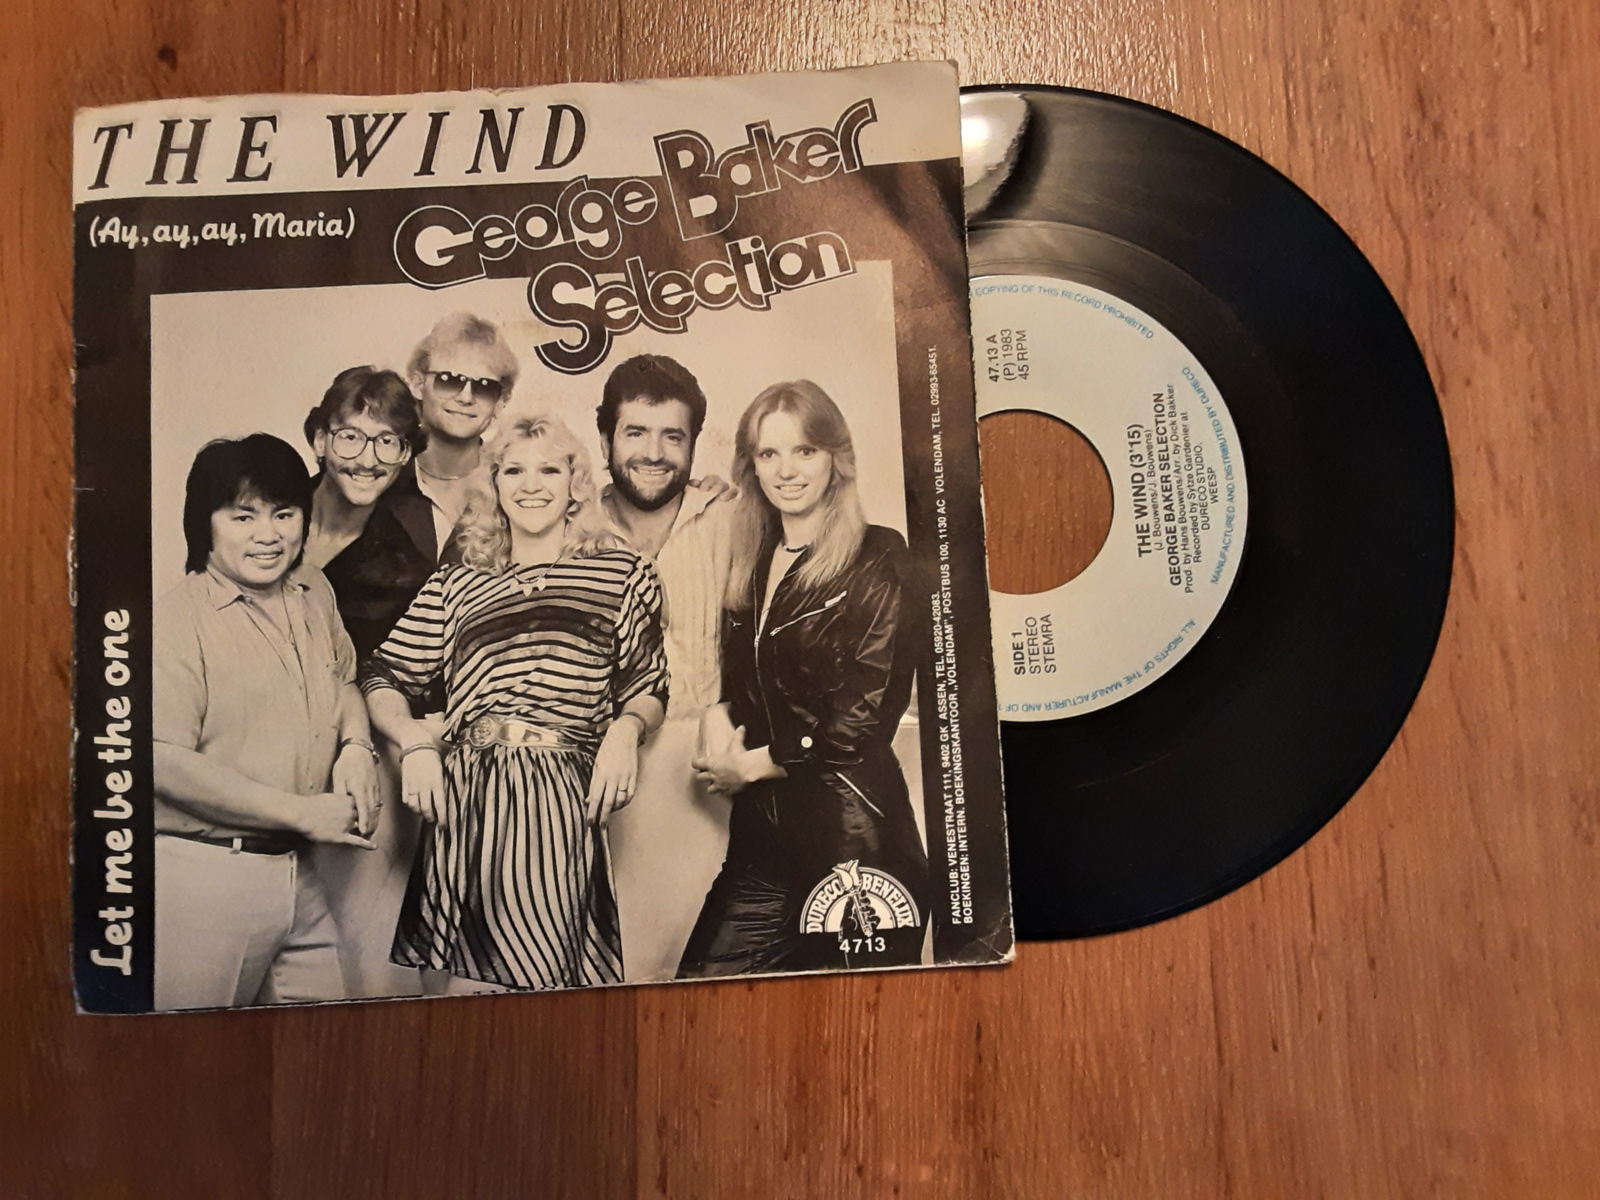 THE WIND
(Ay, ay, ay, Maria)
George Baker
Selection
Let me be the one
FANCLUB: VENESTRAAT 111, 9402 GK ASSEN, TEL. 05920-42083.
BOEKINGEN: INTERN. BOEKINGSKANTOOR „VOLENDAM", POSTBUS 100, 1130 AC VOLENDAM, TEL. 02993-65451.
DURECO BENELUX
4713
COPYING OF THIS RECORD PROHIBITED
MANUFACTURED AND DISTRIBUTED BY DURECO
ALL RIGHTS OF THE MANUFACTURER AND OF
47.13 A
(P) 1983
45 RPM
SIDE 1
STEREO
STEMRA
THE WIND (3'15)
(J. Bouwens/J. Bouwens)
GEORGE BAKER SELECTION
Prod. by Hans Bouwens/Arr. by Dick Bakker
Recorded by Sytze Gardenier at
DURECO STUDIO,
WEESP